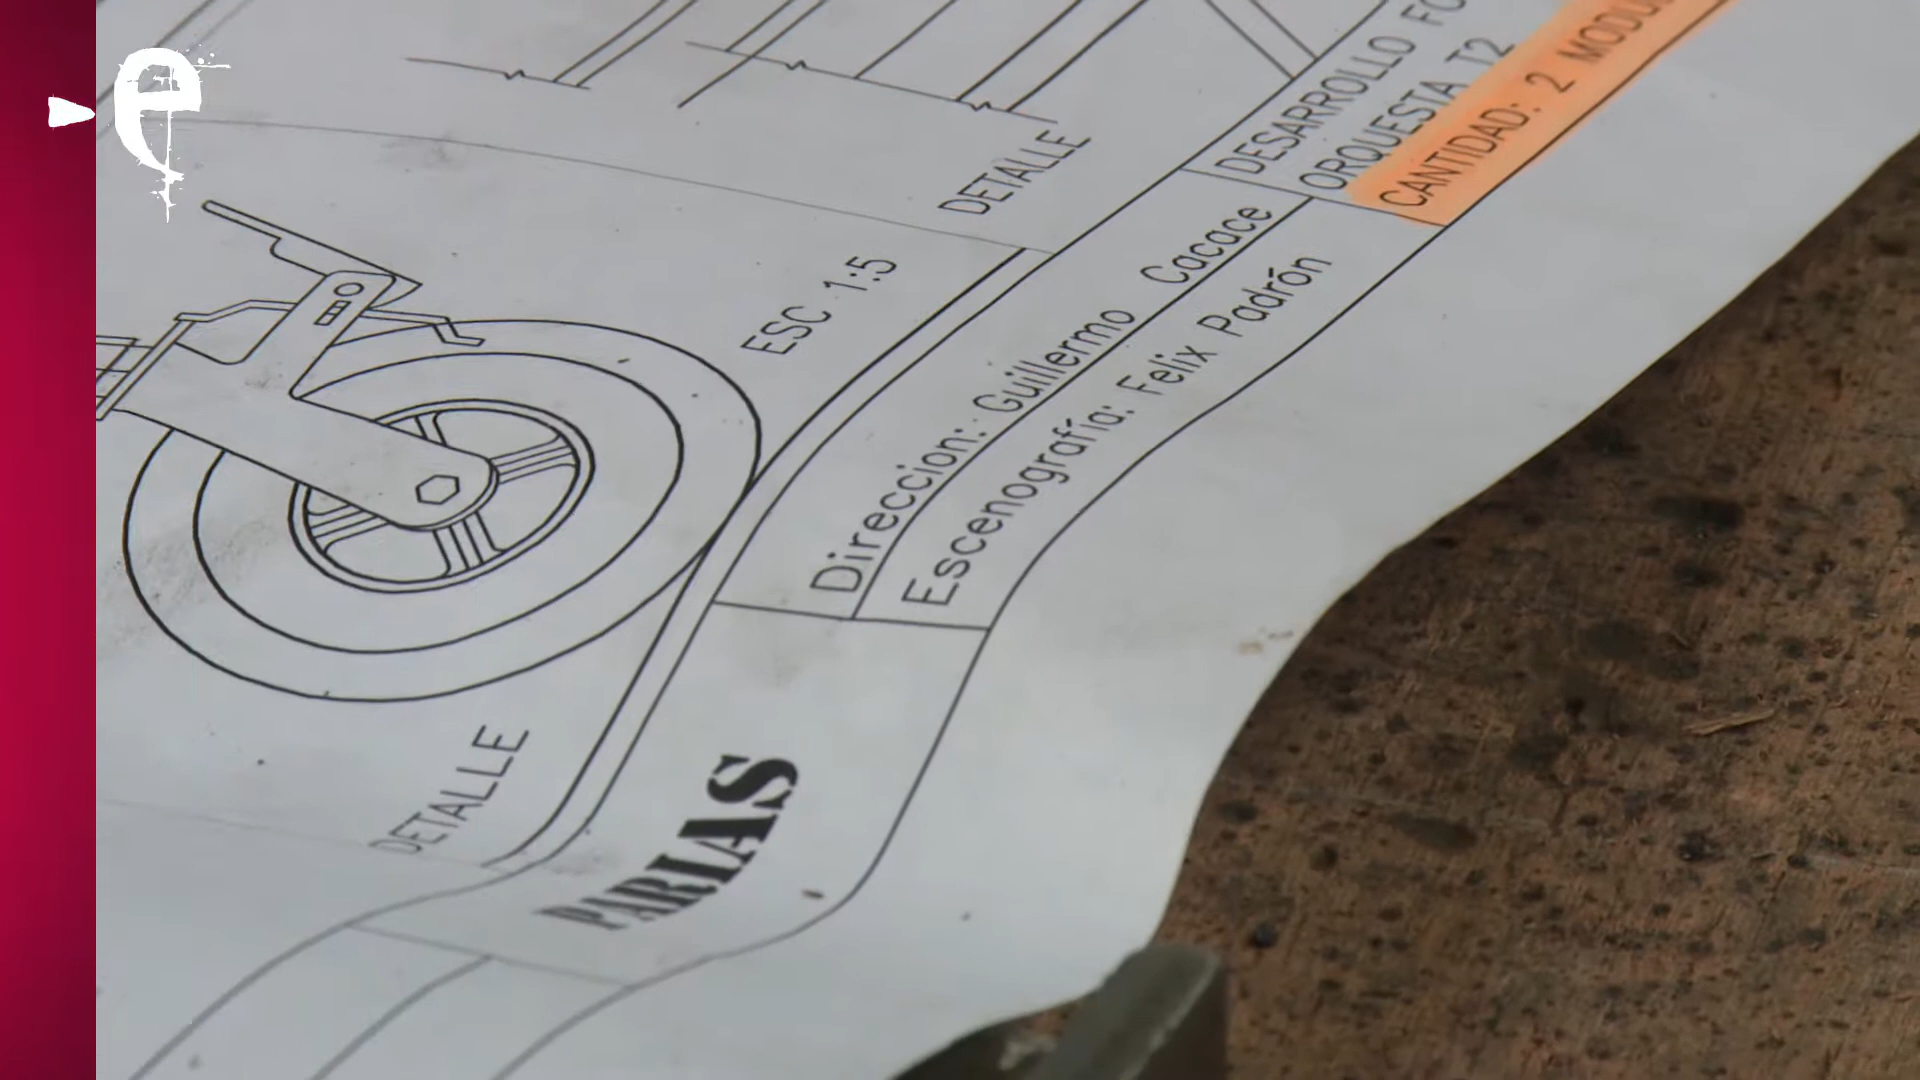 e
DETALLE
ESC 1:5
DETALLE
PARIAS
Direccion: Guillermo Cacace
Escenografía: Felix Padrón
DESARROLLO
ORQUESTA T2
CANTIDAD: 2